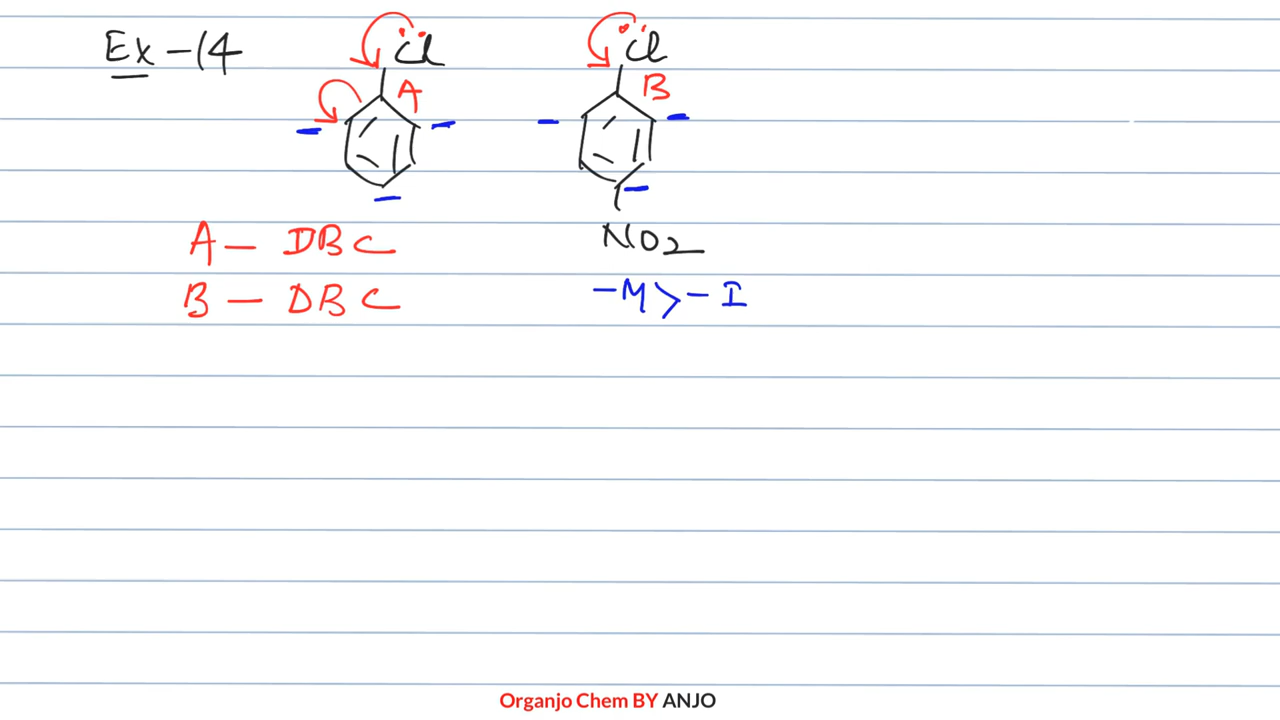 Ex - 14
Cl
Cl
A
B
A - DBC
NO2
B - DBC
-M > - I
Organjo Chem BY ANJO